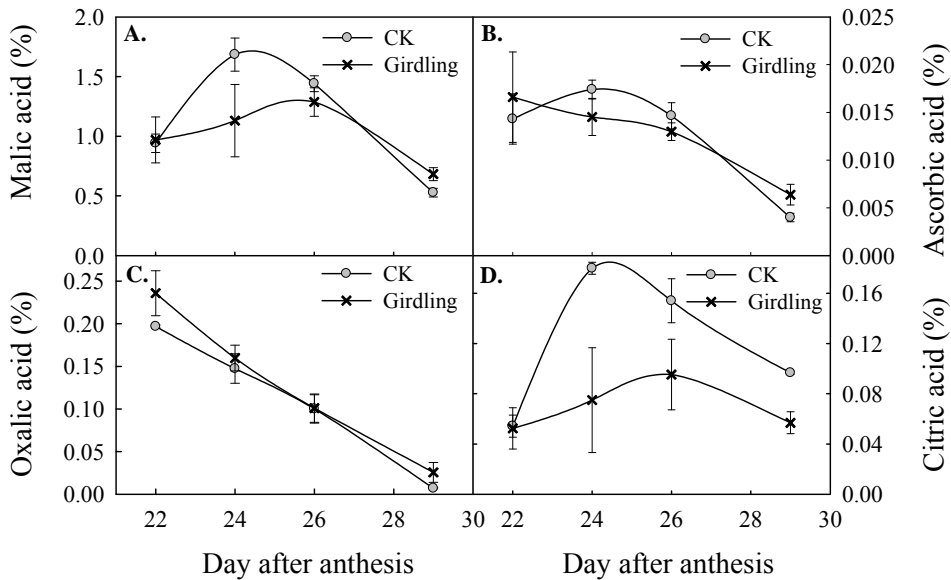 A.
CK
Girdling
2.0
1.5
1.0
0.5
0.0
Malic acid (%)
B.
CK
Girdling
0.025
0.020
0.015
0.010
0.005
0.000
Ascorbic acid (%)
C.
CK
Girdling
0.25
0.20
0.15
0.10
0.05
0.00
Oxalic acid (%)
22 24 26 28 30
Day after anthesis
D.
CK
Girdling
0.16
0.12
0.08
0.04
0.00
Citric acid (%)
22 24 26 28 30
Day after anthesis